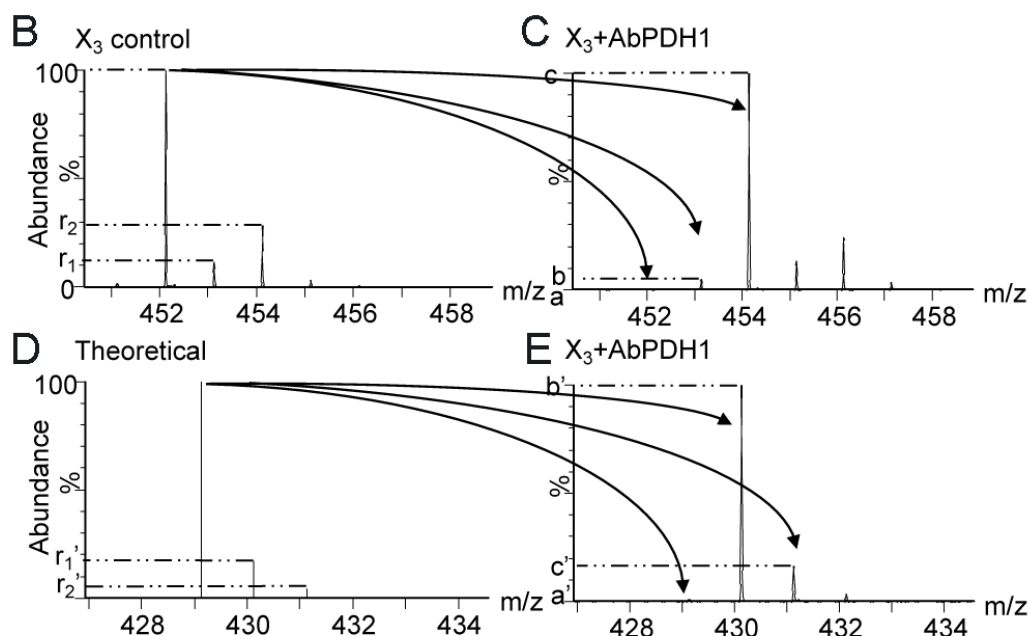 B X₃ control
100
r₂
r₁
0
Abundance
%
452 454 456 458
m/z
C X₃+AbPDH1
c
b
a
%
452 454 456 458
m/z
D Theoretical
100
r₁’
r₂’
Abundance
%
428 430 432 434
m/z
E X₃+AbPDH1
b’
c’
a’
%
428 430 432 434
m/z